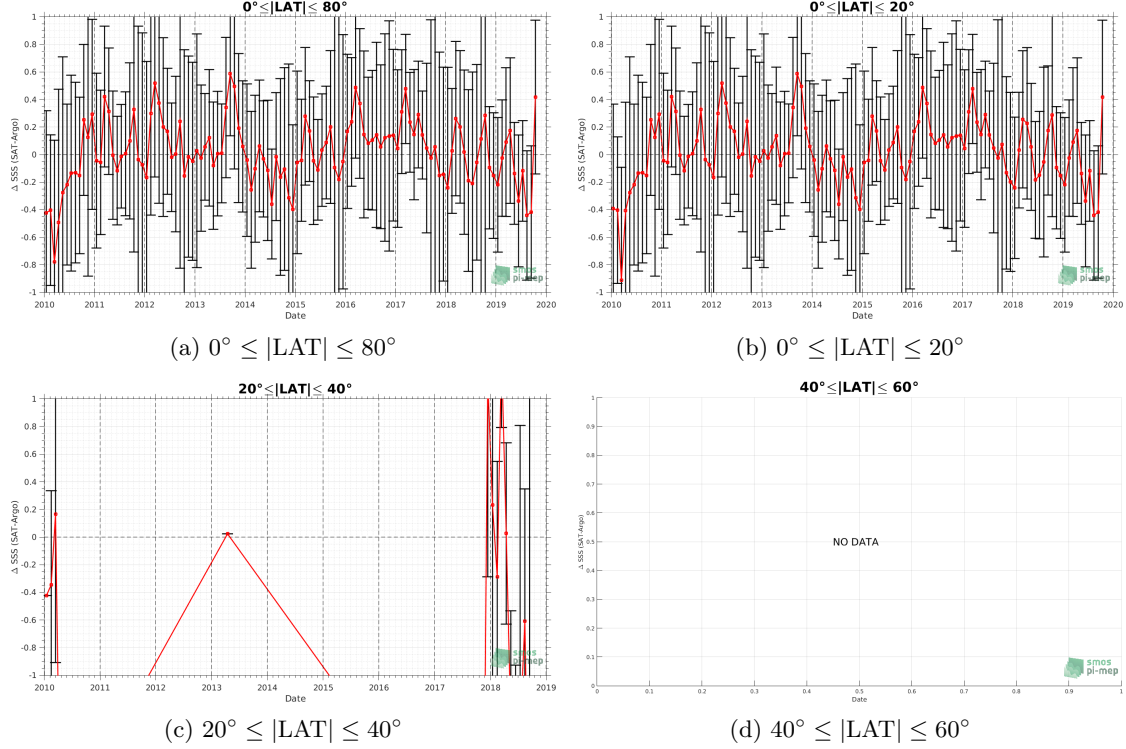 0°≤|LAT|≤ 80°
Δ SSS (SAT-Argo)
1
0.8
0.6
0.4
0.2
0
-0.2
-0.4
-0.6
-0.8
-1
2010 2011 2012 2013 2014 2015 2016 2017 2018 2019 2020
Date
smos
pi-mep
(a) 0° ≤ |LAT| ≤ 80°
0°≤|LAT|≤ 20°
Δ SSS (SAT-Argo)
1
0.8
0.6
0.4
0.2
0
-0.2
-0.4
-0.6
-0.8
-1
2010 2011 2012 2013 2014 2015 2016 2017 2018 2019 2020
Date
smos
pi-mep
(b) 0° ≤ |LAT| ≤ 20°
20°≤|LAT|≤ 40°
Δ SSS (SAT-Argo)
1
0.8
0.6
0.4
0.2
0
-0.2
-0.4
-0.6
-0.8
-1
2010 2011 2012 2013 2014 2015 2016 2017 2018 2019
Date
smos
pi-mep
(c) 20° ≤ |LAT| ≤ 40°
40°≤|LAT|≤ 60°
Δ SSS (SAT-Argo)
1
0.9
0.8
0.7
0.6
0.5
0.4
0.3
0.2
0.1
0
NO DATA
0 0.1 0.2 0.3 0.4 0.5 0.6 0.7 0.8 0.9 1
Date
smos
pi-mep
(d) 40° ≤ |LAT| ≤ 60°